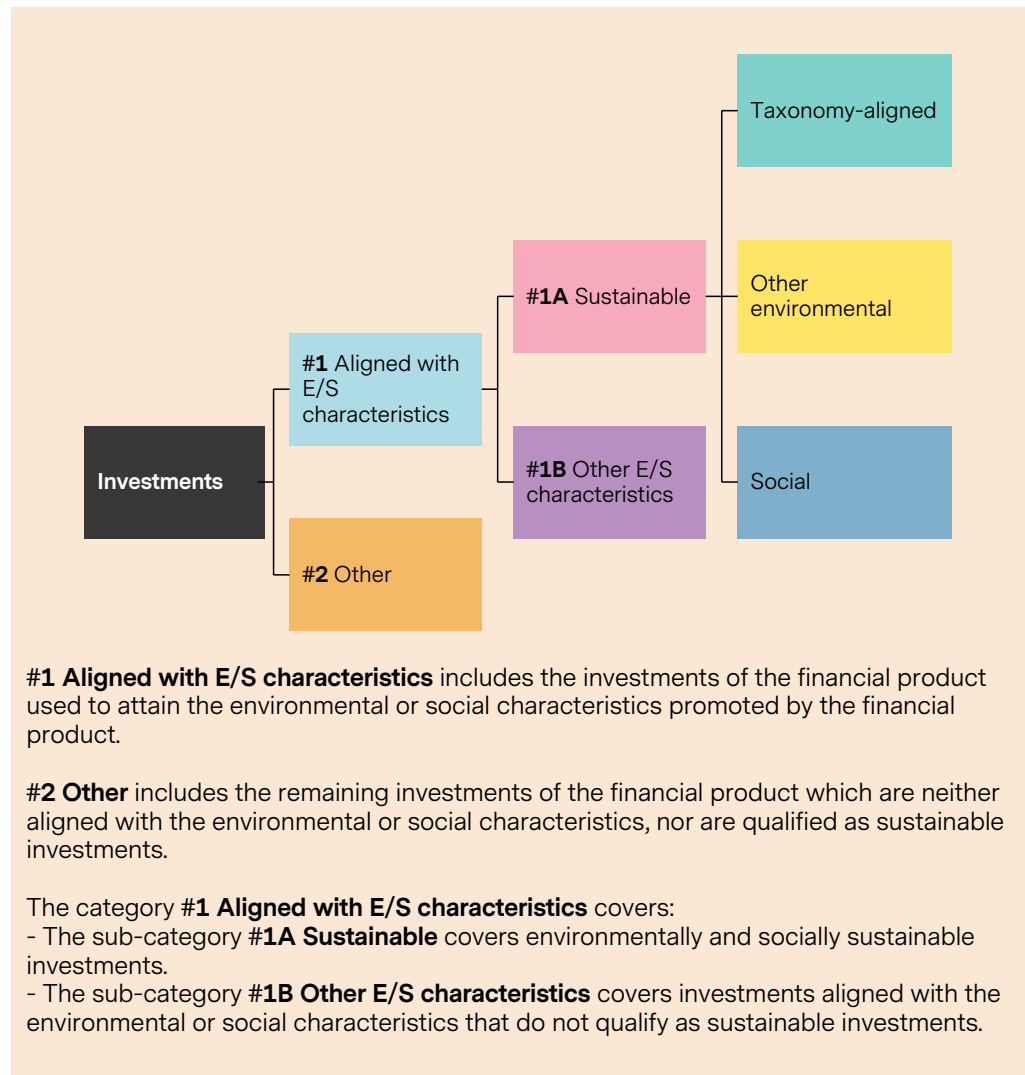 Taxonomy-aligned
#1A Sustainable
Other
environmental
#1 Aligned with
E/S
characteristics
Investments
#1B Other E/S
characteristics
Social
#2 Other
#1 Aligned with E/S characteristics includes the investments of the financial product
used to attain the environmental or social characteristics promoted by the financial
product.
#2 Other includes the remaining investments of the financial product which are neither
aligned with the environmental or social characteristics, nor are qualified as sustainable
investments.
The category #1 Aligned with E/S characteristics covers:
- The sub-category #1A Sustainable covers environmentally and socially sustainable
investments.
- The sub-category #1B Other E/S characteristics covers investments aligned with the
environmental or social characteristics that do not qualify as sustainable investments.